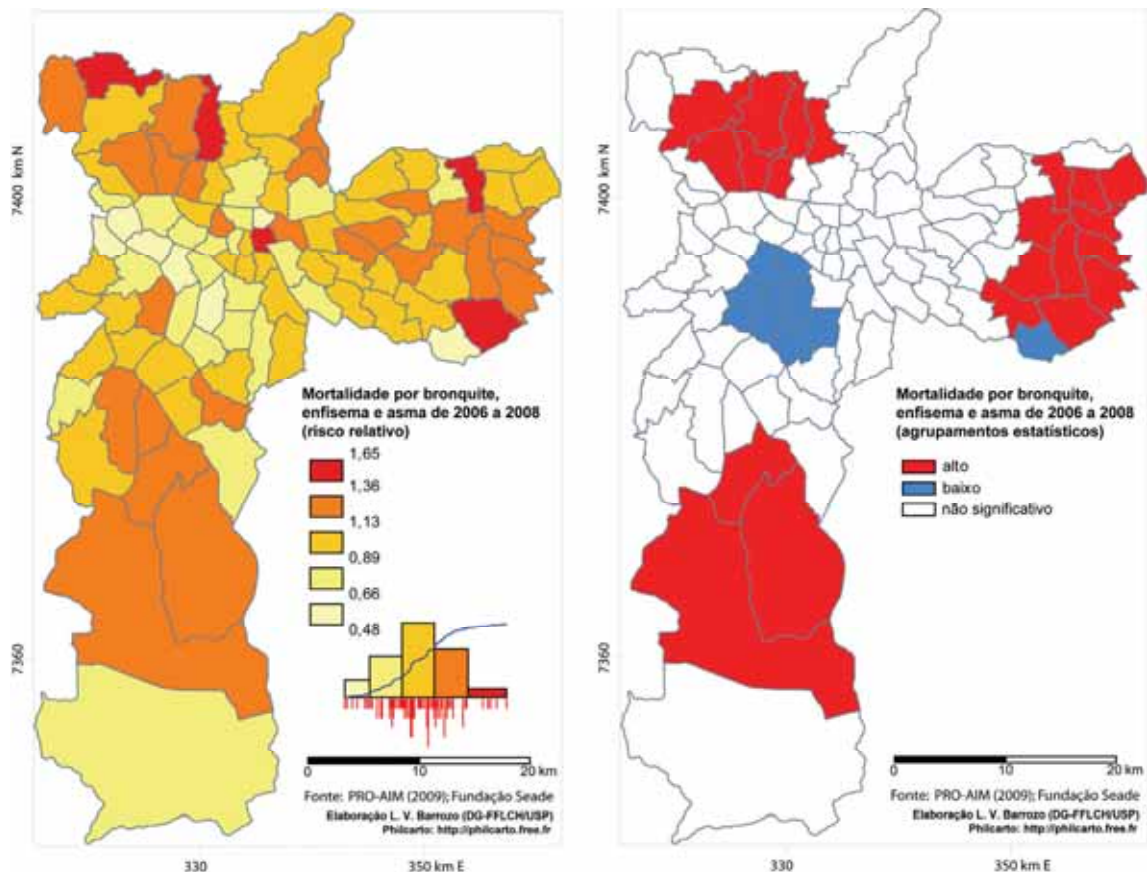 7400 km N
7360
Mortalidade por bronquite,
enfisema e asma de 2006 a 2008
(risco relativo)
1,65
1,36
1,13
0,89
0,66
0,48
0
10
20 km
Fonte: PRO-AIM (2009); Fundação Seade
Elaboração L. V. Barrozo (DG-FFLCH/USP)
Philcarto: http://philcarto.free.fr
330
350 km E
7400 km N
7360
Mortalidade por bronquite,
enfisema e asma de 2006 a 2008
(agrupamentos estatísticos)
alto
baixo
não significativo
0
10
20 km
Fonte: PRO-AIM (2009); Fundação Seade
Elaboração L. V. Barrozo (DG-FFLCH/USP)
Philcarto: http://philcarto.free.fr
330
350 km E